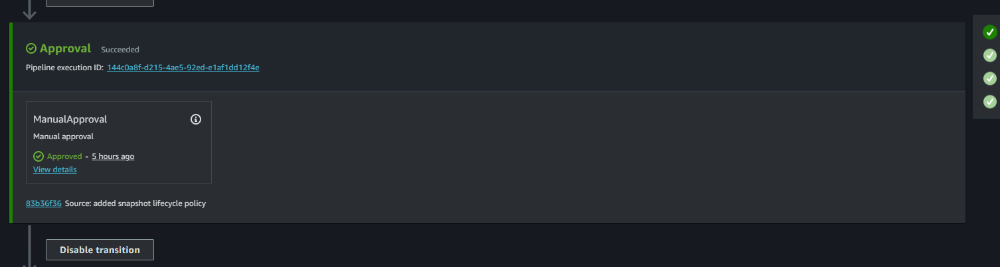 Approval Succeeded
Pipeline execution ID: 144c0a8f-d215-4ae5-92ed-e1af1dd12f4e
ManualApproval
Manual approval
Approved - 5 hours ago
View details
83b36f36 Source: added snapshot lifecycle policy
Disable transition